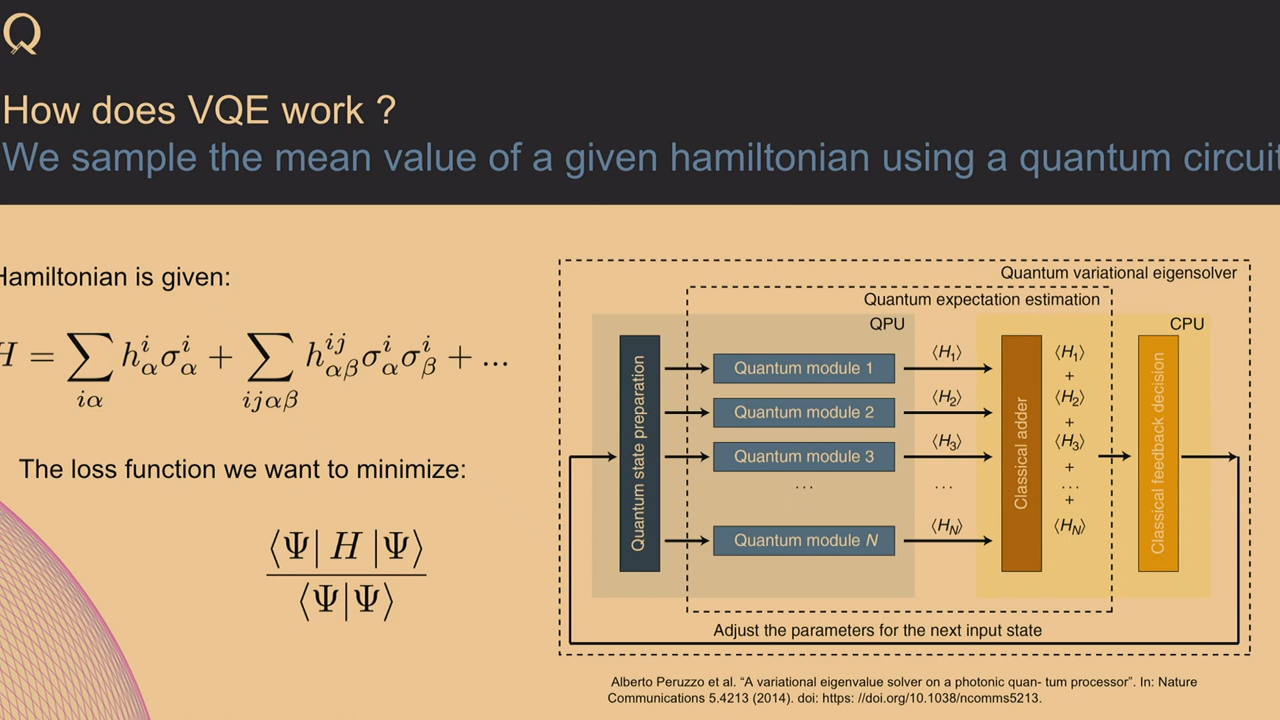 Q
How does VQE work ?
We sample the mean value of a given hamiltonian using a quantum circuit
Hamiltonian is given:
H = ∑_{iα} h^i_α σ^i_α + ∑_{ijαβ} h^{ij}_{αβ} σ^i_α σ^i_β + ...
The loss function we want to minimize:
⟨Ψ| H |Ψ⟩
⟨Ψ|Ψ⟩
Quantum variational eigensolver
Quantum expectation estimation
QPU
CPU
Quantum state preparation
Quantum module 1
Quantum module 2
Quantum module 3
...
Quantum module N
⟨H₁⟩
⟨H₂⟩
⟨H₃⟩
...
⟨H_N⟩
Classical adder
⟨H₁⟩
+
⟨H₂⟩
+
⟨H₃⟩
+
...
+
⟨H_N⟩
Classical feedback decision
Adjust the parameters for the next input state
Alberto Peruzzo et al. “A variational eigenvalue solver on a photonic quan- tum processor”. In: Nature
Communications 5.4213 (2014). doi: https: //doi.org/10.1038/ncomms5213.